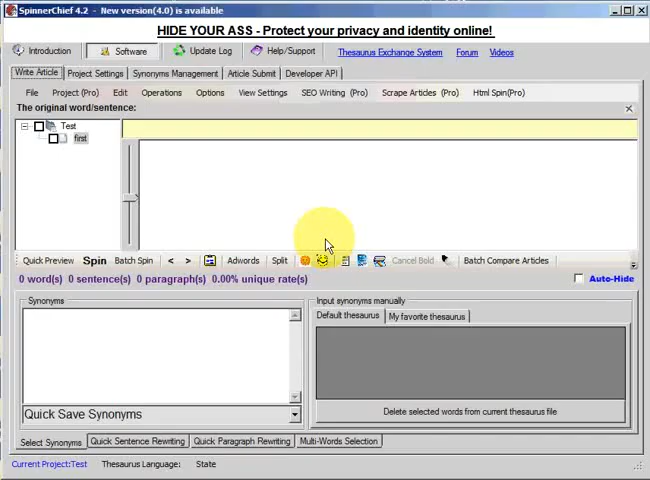 SpinnerChief 4.2 - New version(4.0) is available
HIDE YOUR ASS - Protect your privacy and identity online!
Introduction Software Update Log Help/Support Thesaurus Exchange System Forum Videos
Write Article Project Settings Synonyms Management Article Submit Developer API
File Project (Pro) Edit Operations Options View Settings SEO Writing (Pro) Scrape Articles (Pro) Html Spin(Pro)
The original word/sentence:
Test
first
Quick Preview Spin Batch Spin < > Adwords Split Cancel Bold Batch Compare Articles
0 word(s) 0 sentence(s) 0 paragraph(s) 0.00% unique rate(s) Auto-Hide
Synonyms Input synonyms manually
Default thesaurus My favorite thesaurus
Quick Save Synonyms Delete selected words from current thesaurus file
Select Synonyms Quick Sentence Rewriting Quick Paragraph Rewriting Multi-Words Selection
Current Project:Test Thesaurus Language: State